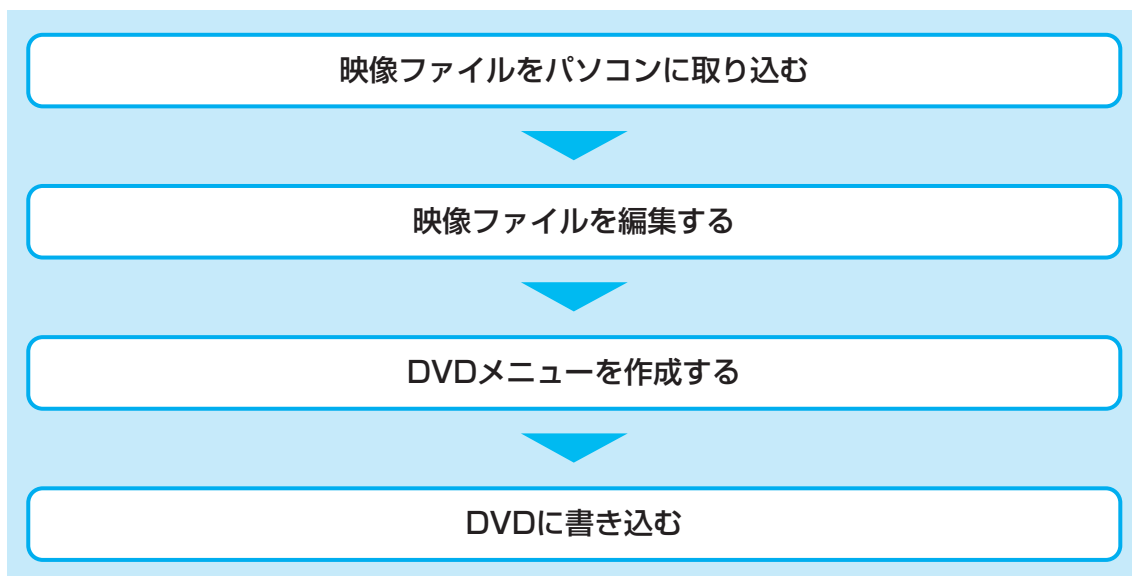 映像ファイルをパソコンに取り込む
映像ファイルを編集する
DVDメニューを作成する
DVDに書き込む